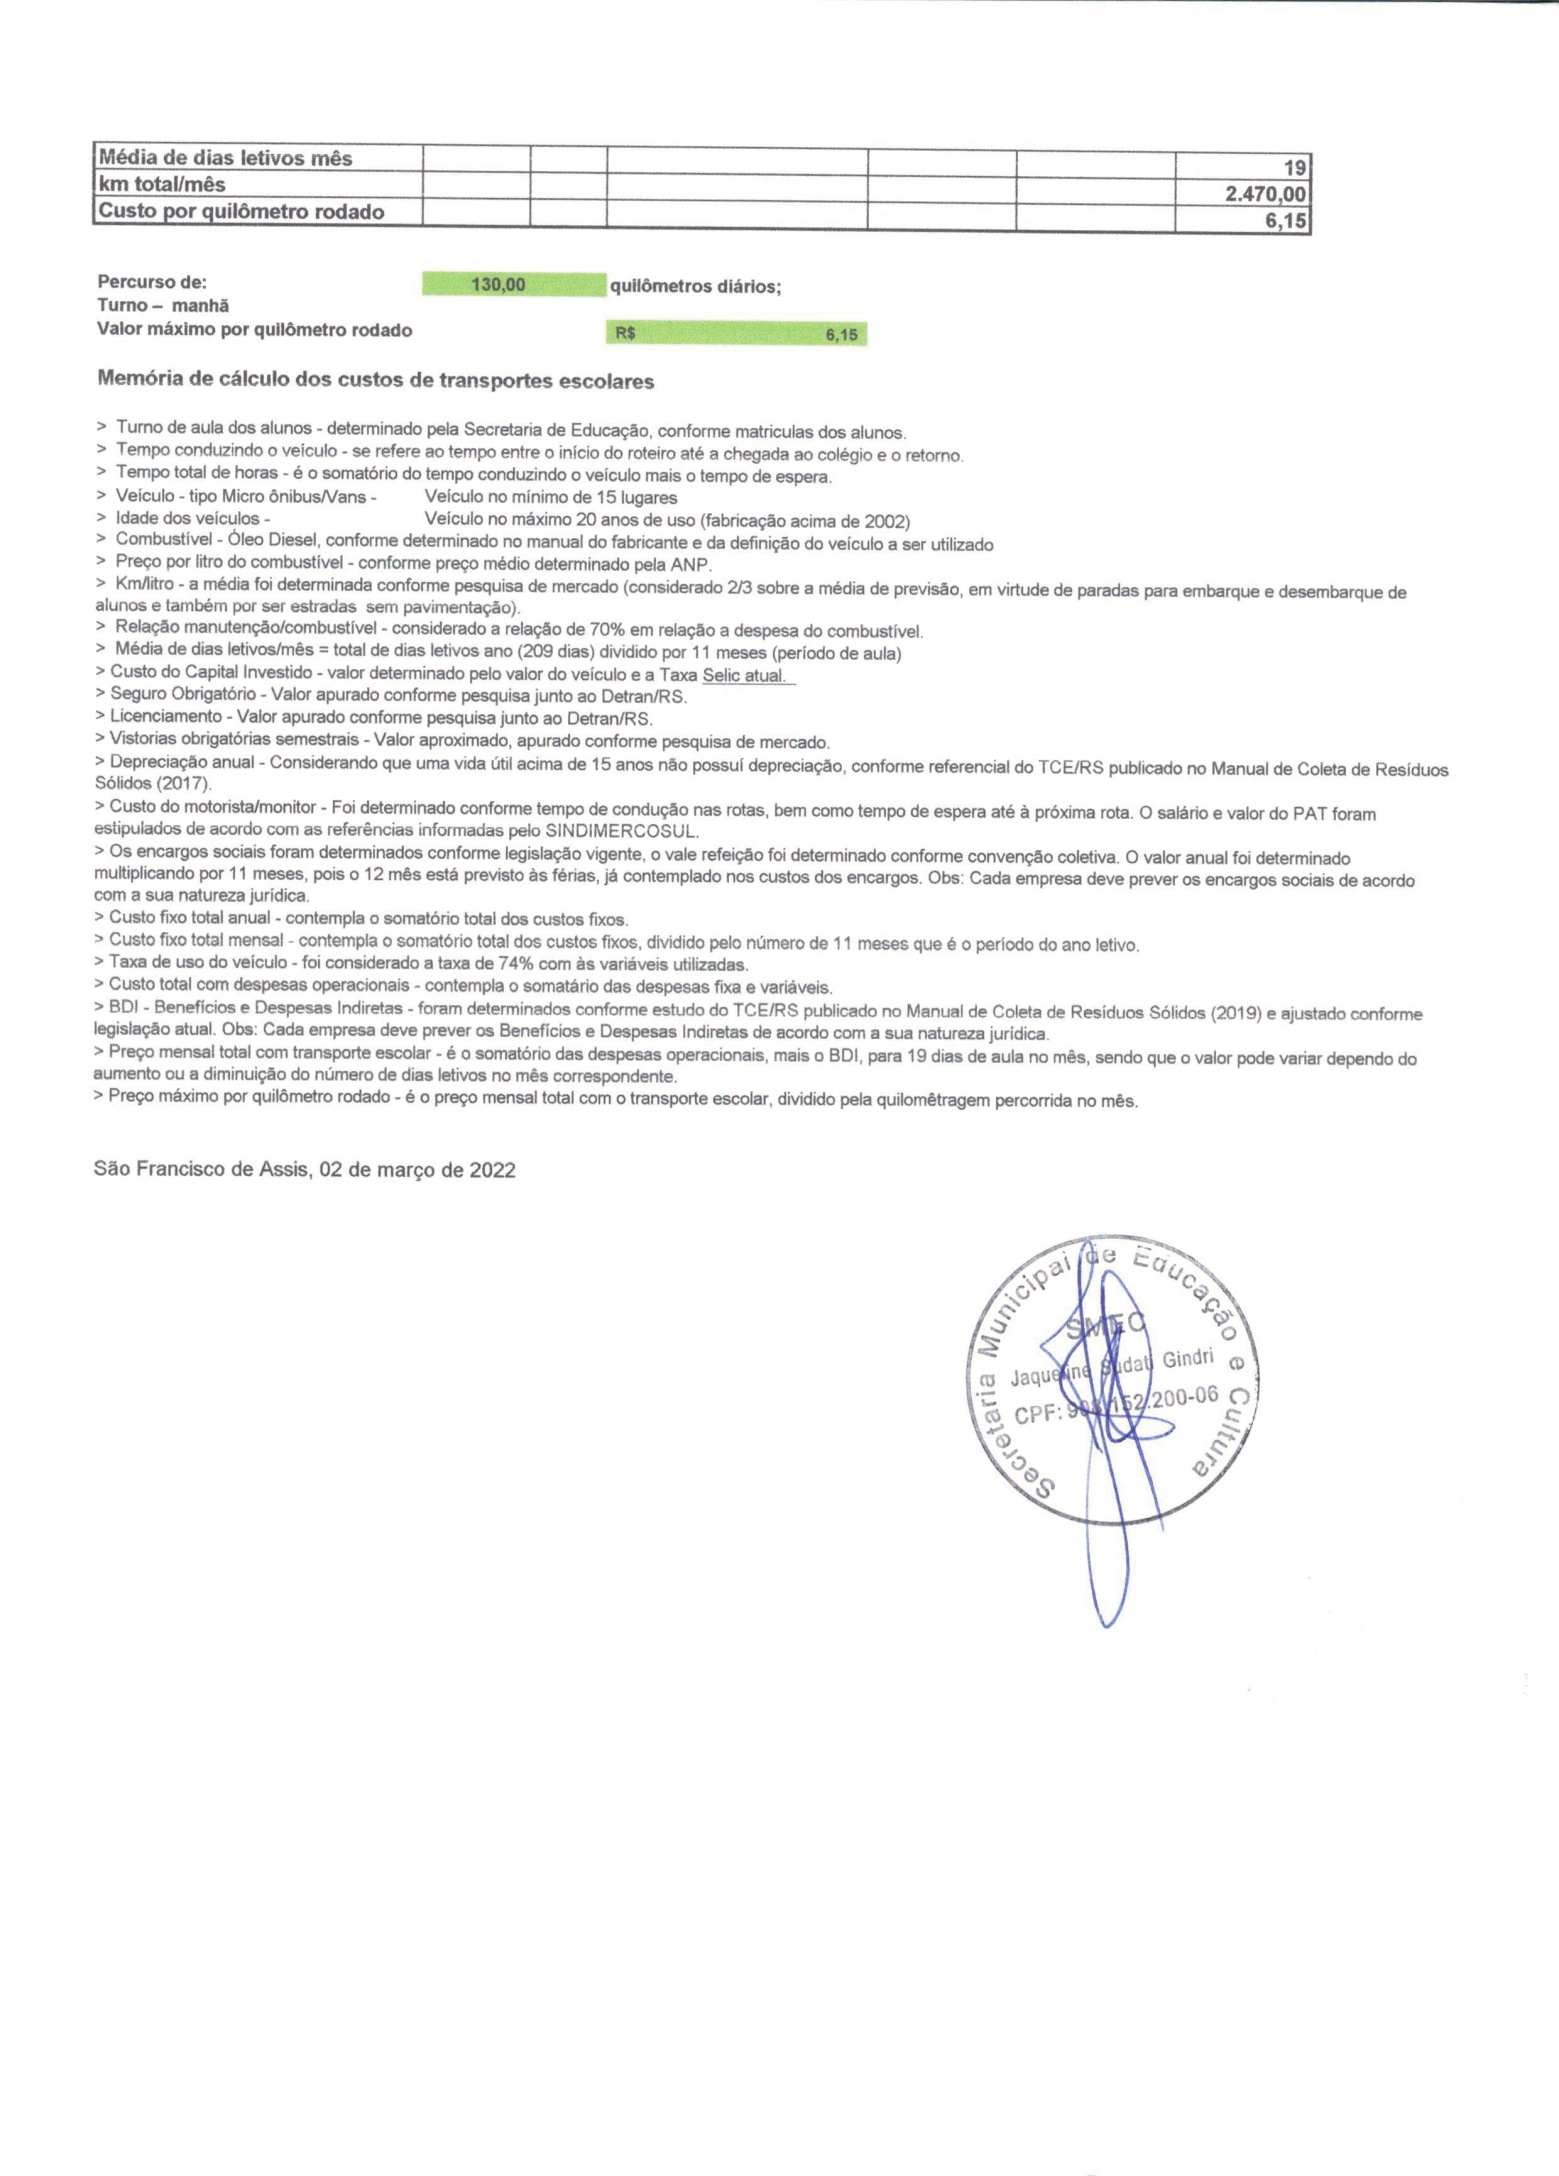 Média de dias letivos mês 19
km total/mês 2.470,00
Custo por quilômetro rodado 6,15
Percurso de: 130,00 quilômetros diários;
Turno – manhã
Valor máximo por quilômetro rodado R$ 6,15
Memória de cálculo dos custos de transportes escolares
> Turno de aula dos alunos - determinado pela Secretaria de Educação, conforme matriculas dos alunos.
> Tempo conduzindo o veículo - se refere ao tempo entre o início do roteiro até a chegada ao colégio e o retorno.
> Tempo total de horas - é o somatório do tempo conduzindo o veículo mais o tempo de espera.
> Veículo - tipo Micro ônibus/Vans - Veículo no mínimo de 15 lugares
> Idade dos veículos - Veículo no máximo 20 anos de uso (fabricação acima de 2002)
> Combustível - Óleo Diesel, conforme determinado no manual do fabricante e da definição do veículo a ser utilizado
> Preço por litro do combustível - conforme preço médio determinado pela ANP.
> Km/litro - a média foi determinada conforme pesquisa de mercado (considerado 2/3 sobre a média de previsão, em virtude de paradas para embarque e desembarque de
alunos e também por ser estradas sem pavimentação).
> Relação manutenção/combustível - considerado a relação de 70% em relação a despesa do combustível.
> Média de dias letivos/mês = total de dias letivos ano (209 dias) dividido por 11 meses (período de aula)
> Custo do Capital Investido - valor determinado pelo valor do veículo e a Taxa Selic atual.
> Seguro Obrigatório - Valor apurado conforme pesquisa junto ao Detran/RS.
> Licenciamento - Valor apurado conforme pesquisa junto ao Detran/RS.
> Vistorias obrigatórias semestrais - Valor aproximado, apurado conforme pesquisa de mercado.
> Depreciação anual - Considerando que uma vida útil acima de 15 anos não possuí depreciação, conforme referencial do TCE/RS publicado no Manual de Coleta de Resíduos
Sólidos (2017).
> Custo do motorista/monitor - Foi determinado conforme tempo de condução nas rotas, bem como tempo de espera até à próxima rota. O salário e valor do PAT foram
estipulados de acordo com as referências informadas pelo SINDIMERCOSUL.
> Os encargos sociais foram determinados conforme legislação vigente, o vale refeição foi determinado conforme convenção coletiva. O valor anual foi determinado
multiplicando por 11 meses, pois o 12 mês está previsto às férias, já contemplado nos custos dos encargos. Obs: Cada empresa deve prever os encargos sociais de acordo
com a sua natureza jurídica.
> Custo fixo total anual - contempla o somatório total dos custos fixos.
> Custo fixo total mensal - contempla o somatório total dos custos fixos, dividido pelo número de 11 meses que é o período do ano letivo.
> Taxa de uso do veículo - foi considerado a taxa de 74% com às variáveis utilizadas.
> Custo total com despesas operacionais - contempla o somatário das despesas fixa e variáveis.
> BDI - Benefícios e Despesas Indiretas - foram determinados conforme estudo do TCE/RS publicado no Manual de Coleta de Resíduos Sólidos (2019) e ajustado conforme
legislação atual. Obs: Cada empresa deve prever os Benefícios e Despesas Indiretas de acordo com a sua natureza jurídica.
> Preço mensal total com transporte escolar - é o somatório das despesas operacionais, mais o BDI, para 19 dias de aula no mês, sendo que o valor pode variar dependo do
aumento ou a diminuição do número de dias letivos no mês correspondente.
> Preço máximo por quilômetro rodado - é o preço mensal total com o transporte escolar, dividido pela quilomêtragem percorrida no mês.
São Francisco de Assis, 02 de março de 2022
Secretaria Municipal de Educação e Cultura
SMEC
Jaqueline Sudati Gindri
CPF: